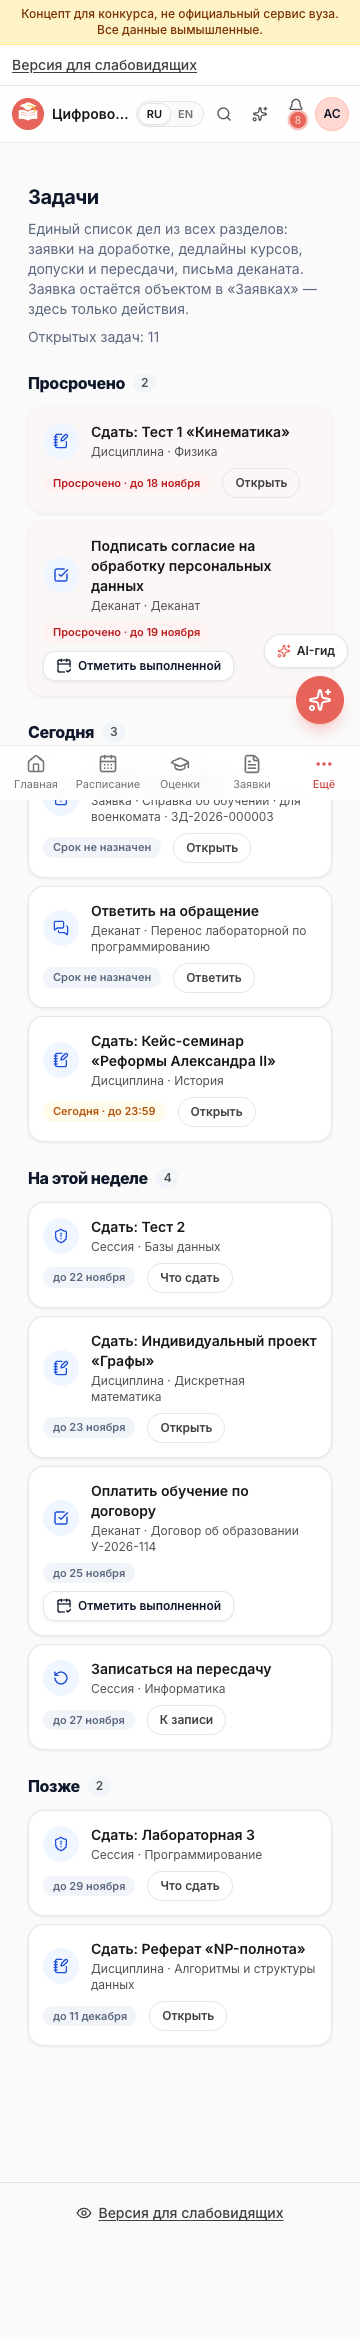 Концепт для конкурса, не официальный сервис вуза.
Все данные вымышленные.
Версия для слабовидящих
Цифрово...
RU EN
8
АС
Задачи
Единый список дел из всех разделов:
заявки на доработке, дедлайны курсов,
допуски и пересдачи, письма деканата.
Заявка остаётся объектом в «Заявках» —
здесь только действия.
Открытых задач: 11
Просрочено 2
Сдать: Тест 1 «Кинематика»
Дисциплина · Физика
Просрочено · до 18 ноября
Открыть
Подписать согласие на
обработку персональных
данных
Деканат · Деканат
Просрочено · до 19 ноября
Отметить выполненной
AI-гид
Сегодня 3
Главная
Расписание
Оценки
Заявки
Ещё
Заявка · Справка об обучении · для
военкомата · ЗД-2026-000003
Срок не назначен
Открыть
Ответить на обращение
Деканат · Перенос лабораторной по
программированию
Срок не назначен
Ответить
Сдать: Кейс-семинар
«Реформы Александра II»
Дисциплина · История
Сегодня · до 23:59
Открыть
На этой неделе 4
Сдать: Тест 2
Сессия · Базы данных
до 22 ноября
Что сдать
Сдать: Индивидуальный проект
«Графы»
Дисциплина · Дискретная
математика
до 23 ноября
Открыть
Оплатить обучение по
договору
Деканат · Договор об образовании
У-2026-114
до 25 ноября
Отметить выполненной
Записаться на пересдачу
Сессия · Информатика
до 27 ноября
К записи
Позже 2
Сдать: Лабораторная 3
Сессия · Программирование
до 29 ноября
Что сдать
Сдать: Реферат «NP-полнота»
Дисциплина · Алгоритмы и структуры
данных
до 11 декабря
Открыть
Версия для слабовидящих